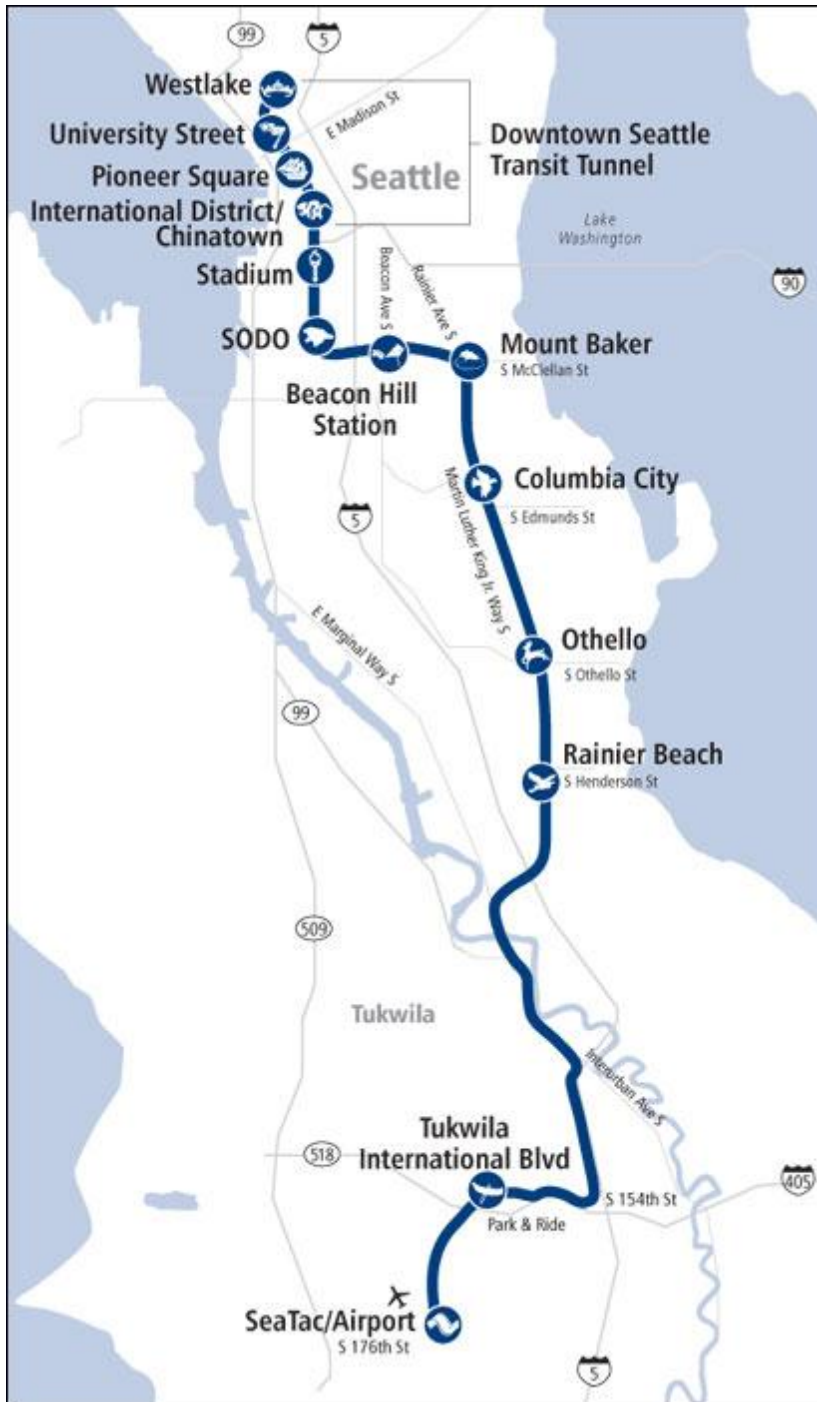 99
5
Westlake
E Madison St
University Street
Downtown Seattle
Transit Tunnel
Pioneer Square
Seattle
International District/
Chinatown
Lake
Washington
Stadium
Beacon Ave S
Rainier Ave S
90
SODO
Mount Baker
S McClellan St
Beacon Hill
Station
Columbia City
S Edmunds St
5
Martin Luther King Jr. Way S
E Marginal Way S
Othello
S Othello St
99
Rainier Beach
S Henderson St
509
Tukwila
Interurban Ave S
Tukwila
International Blvd
518
405
S 154th St
Park & Ride
SeaTac/Airport
S 176th St
5